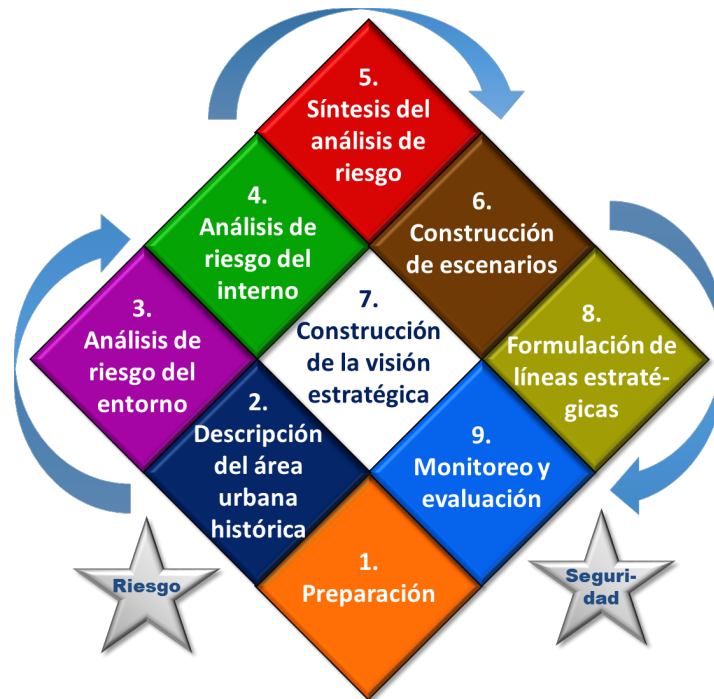 5.
Síntesis del
análisis de
riesgo
4.
Análisis de
riesgo del
interno
6.
Construcción
de escenarios
3.
Análisis de
riesgo del
entorno
7.
Construcción
de la visión
estratégica
8.
Formulación de
líneas estraté-
gicas
2.
Descripción
del área
urbana
histórica
9.
Monitoreo y
evaluación
1.
Preparación
Riesgo
Seguri-
dad